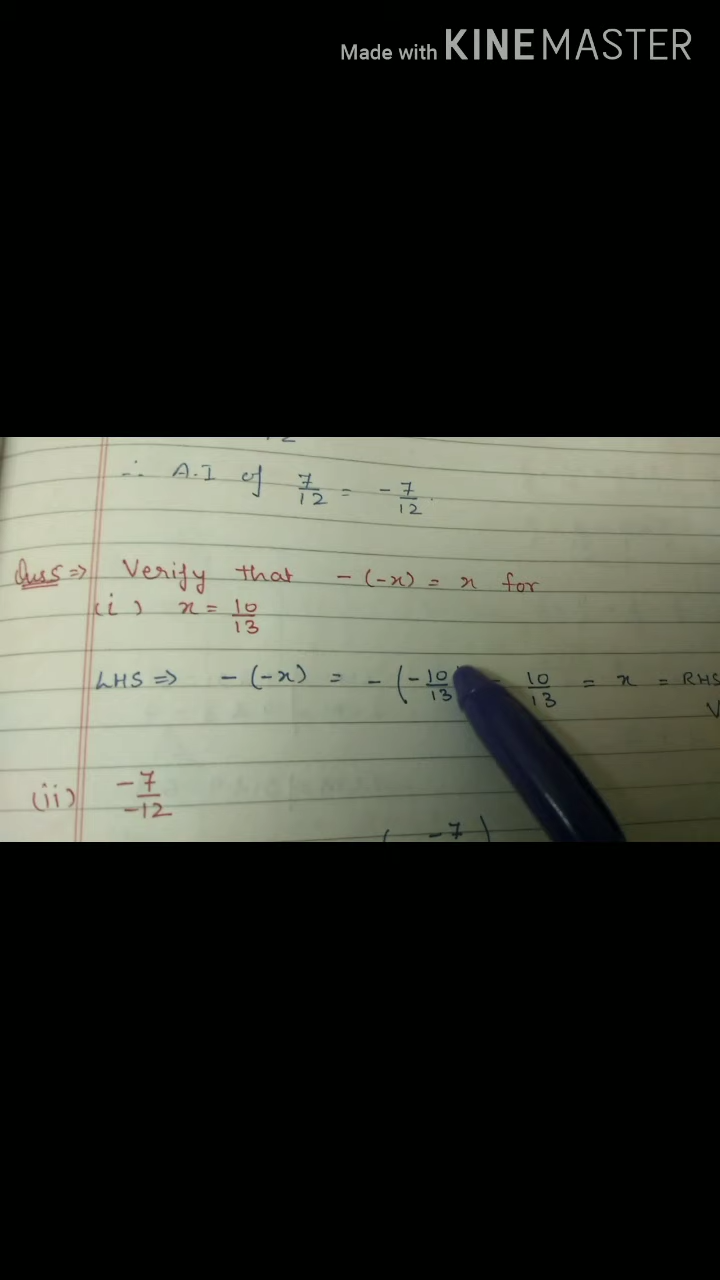 Made with KINEMASTER
∴ A.I of 7/12 = -7/12.
Ques ⇒ Verify that -(-x) = x for
(i) x = 10/13
LHS ⇒ -(-x) = -(-10/13) = 10/13 = x = RHS
(ii) -7/-12
( -7 )